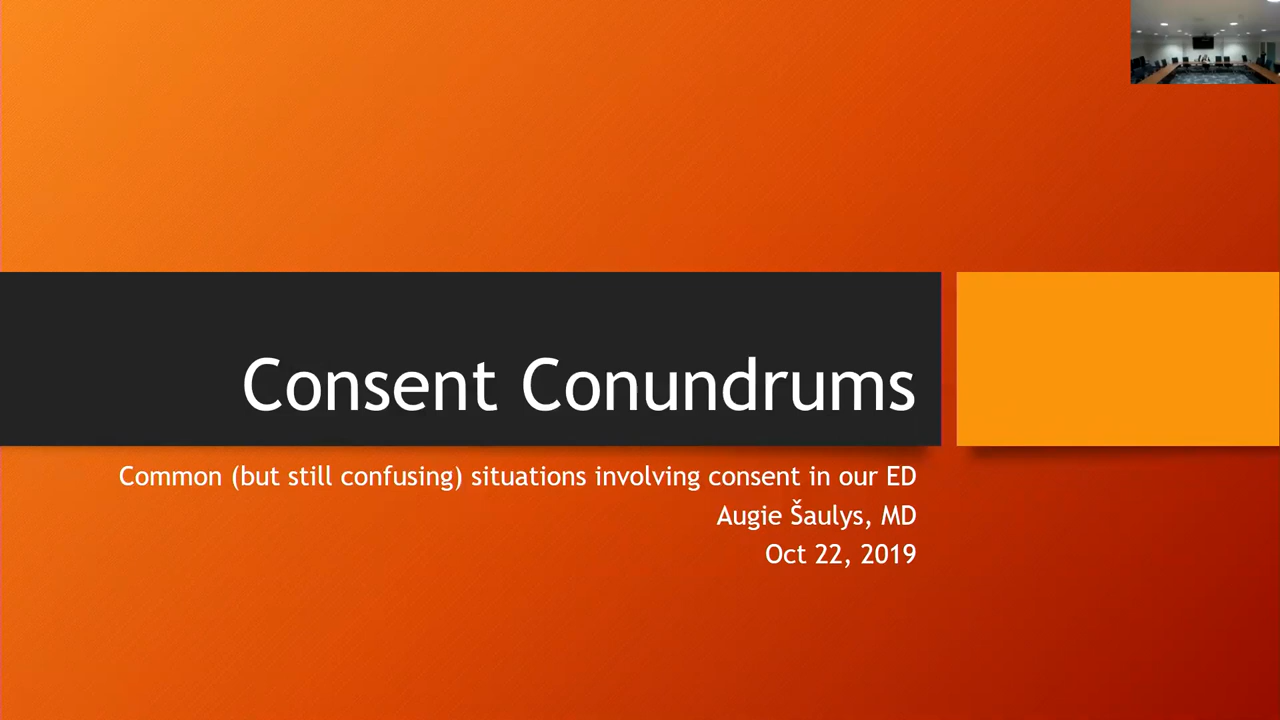 Consent Conundrums
Common (but still confusing) situations involving consent in our ED
Augie Šaulys, MD
Oct 22, 2019